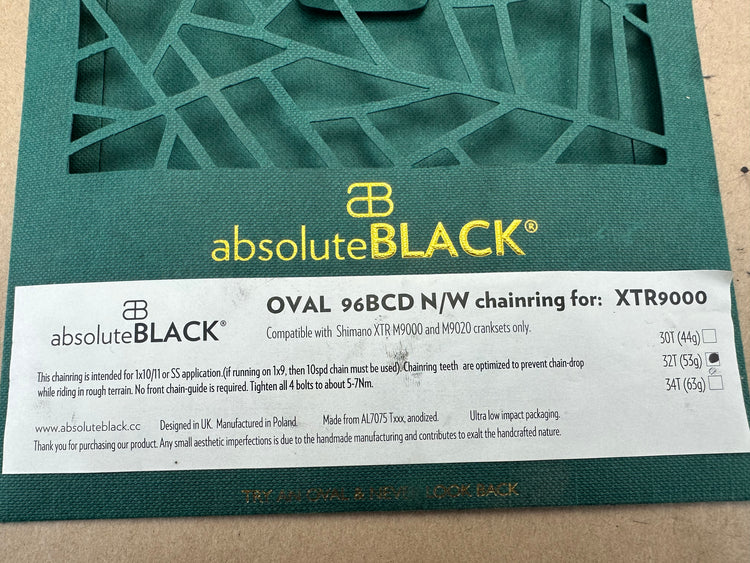 absoluteBLACK®
absoluteBLACK®
OVAL 96BCD N/W chainring for: XTR9000
Compatible with Shimano XTR M9000 and M9020 cranksets only.
30T (44g)
32T (53g)
34T (63g)
This chainring is intended for 1x10/11 or SS application.(if running on 1x9, then 10spd chain must be used). Chainring teeth are optimized to prevent chain-drop
while riding in rough terrain. No front chain-guide is required. Tighten all 4 bolts to about 5-7Nm.
www.absoluteblack.cc Designed in UK. Manufactured in Poland. Made from AL7075 Txxx, anodized. Ultra low impact packaging.
Thank you for purchasing our product. Any small aesthetic imperfections is due to the handmade manufacturing and contributes to exalt the handcrafted nature.
TRY AN OVAL & NEVER LOOK BACK.